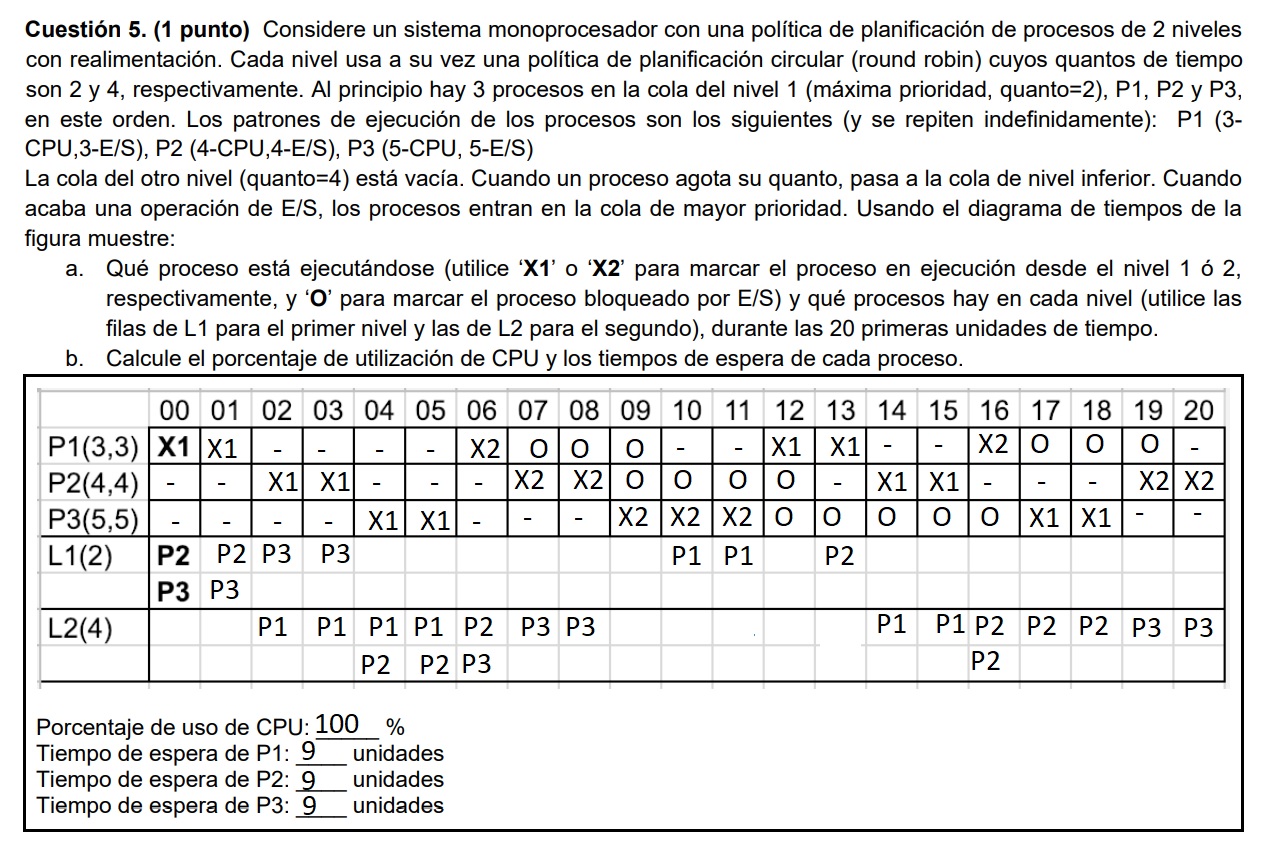 Cuestión 5. (1 punto) Considere un sistema monoprocesador con una política de planificación de procesos de 2 niveles
con realimentación. Cada nivel usa a su vez una política de planificación circular (round robin) cuyos quantos de tiempo
son 2 y 4, respectivamente. Al principio hay 3 procesos en la cola del nivel 1 (máxima prioridad, quanto=2), P1, P2 y P3,
en este orden. Los patrones de ejecución de los procesos son los siguientes (y se repiten indefinidamente): P1 (3-
CPU,3-E/S), P2 (4-CPU,4-E/S), P3 (5-CPU, 5-E/S)
La cola del otro nivel (quanto=4) está vacía. Cuando un proceso agota su quanto, pasa a la cola de nivel inferior. Cuando
acaba una operación de E/S, los procesos entran en la cola de mayor prioridad. Usando el diagrama de tiempos de la
figura muestre:
a. Qué proceso está ejecutándose (utilice ‘X1’ o ‘X2’ para marcar el proceso en ejecución desde el nivel 1 ó 2,
respectivamente, y ‘O’ para marcar el proceso bloqueado por E/S) y qué procesos hay en cada nivel (utilice las
filas de L1 para el primer nivel y las de L2 para el segundo), durante las 20 primeras unidades de tiempo.
b. Calcule el porcentaje de utilización de CPU y los tiempos de espera de cada proceso.
00 01 02 03 04 05 06 07 08 09 10 11 12 13 14 15 16 17 18 19 20
P1(3,3) X1 X1 - - - - X2 O O O - - X1 X1 - - X2 O O O -
P2(4,4) - - X1 X1 - - - X2 X2 O O O O - X1 X1 - - - X2 X2
P3(5,5) - - - - X1 X1 - - - X2 X2 X2 O O O O O X1 X1 - -
L1(2) P2 P2 P3 P3 P1 P1 P2
P3 P3
L2(4) P1 P1 P1 P1 P2 P3 P3 P1 P1 P2 P2 P2 P3 P3
P2 P2 P3 P2
Porcentaje de uso de CPU: 100 %
Tiempo de espera de P1: 9 unidades
Tiempo de espera de P2: 9 unidades
Tiempo de espera de P3: 9 unidades